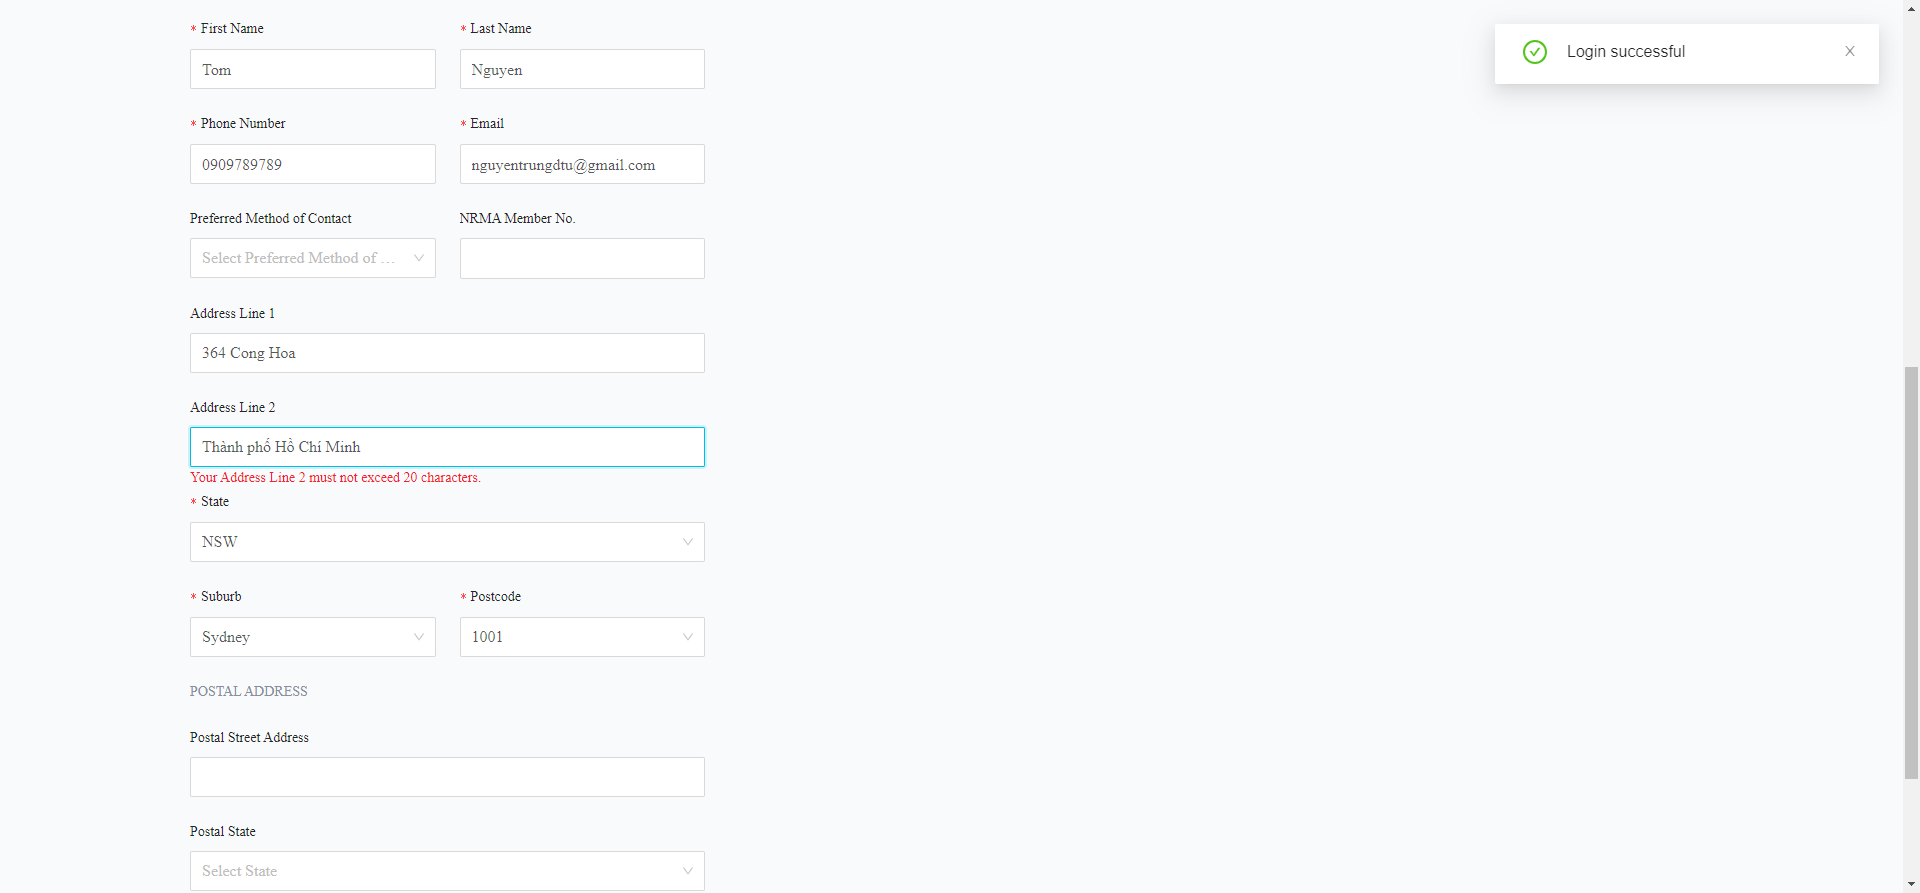 * First Name
* Last Name
Login successful
Tom
Nguyen
* Phone Number
* Email
0909789789
nguyentrungdtu@gmail.com
Preferred Method of Contact
NRMA Member No.
Select Preferred Method of ...
Address Line 1
364 Cong Hoa
Address Line 2
Thành phố Hồ Chí Minh
Your Address Line 2 must not exceed 20 characters.
* State
NSW
* Suburb
* Postcode
Sydney
1001
POSTAL ADDRESS
Postal Street Address
Postal State
Select State